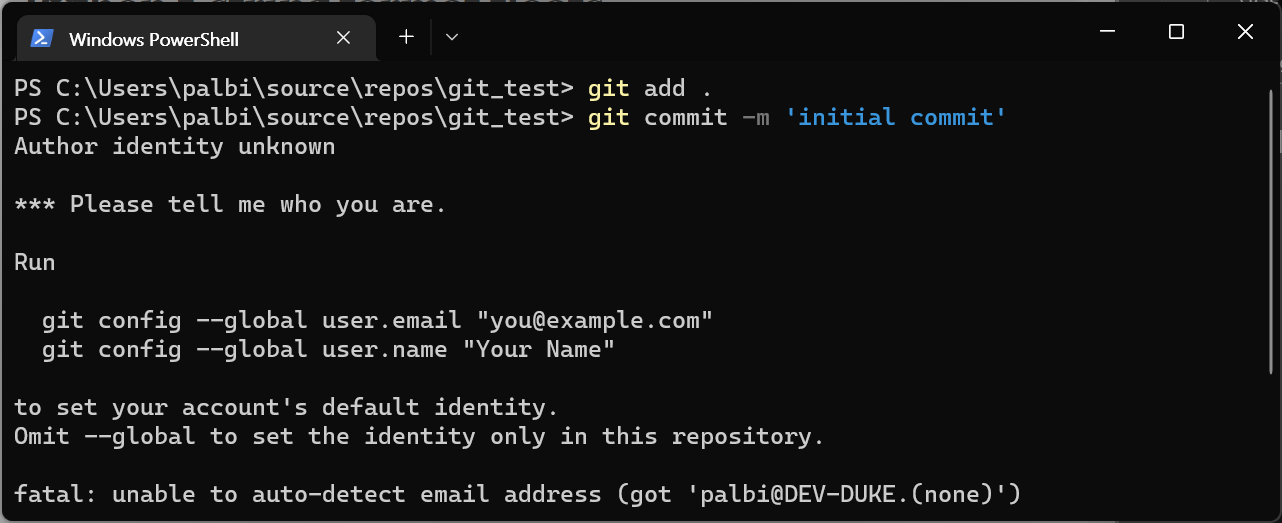 Windows PowerShell
PS C:\Users\palbi\source\repos\git_test> git add .
PS C:\Users\palbi\source\repos\git_test> git commit -m 'initial commit'
Author identity unknown
*** Please tell me who you are.
Run
git config --global user.email "you@example.com"
git config --global user.name "Your Name"
to set your account's default identity.
Omit --global to set the identity only in this repository.
fatal: unable to auto-detect email address (got 'palbi@DEV-DUKE.(none)')